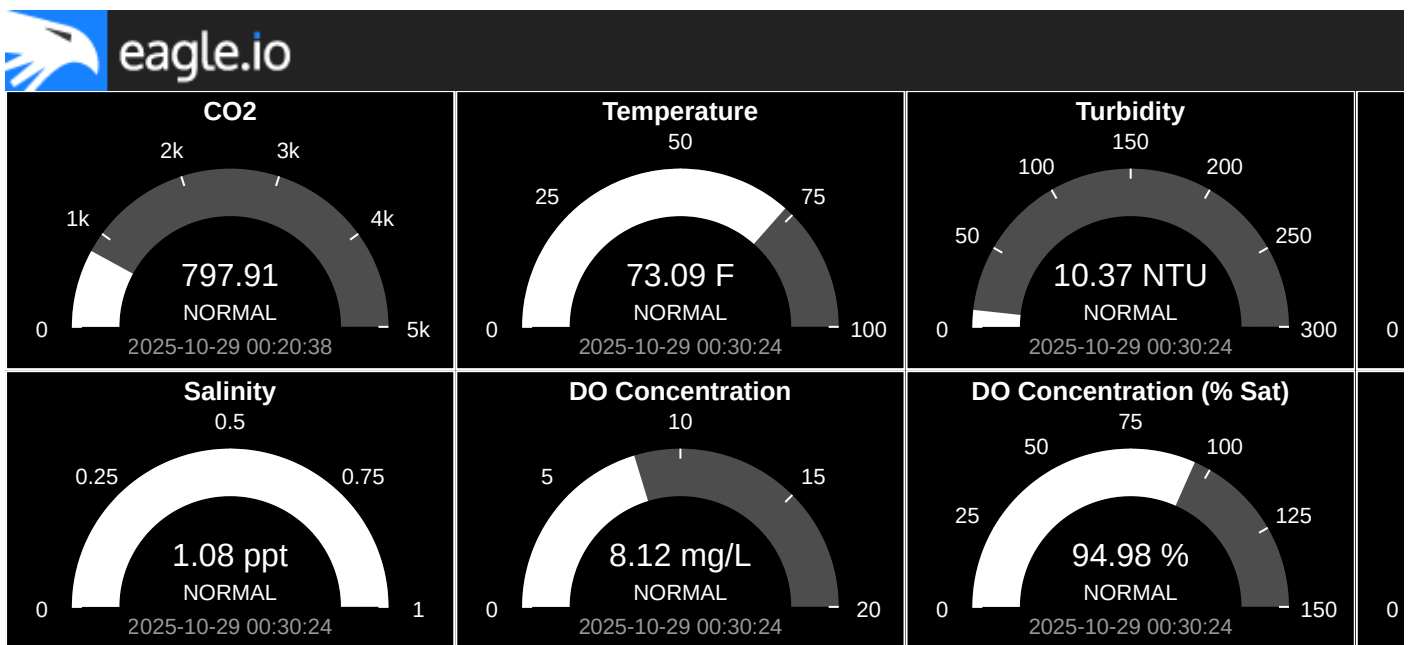 eagle.io
CO2
2k
3k
1k
4k
797.91
NORMAL
0
5k
2025-10-29 00:20:38
Temperature
50
25
75
73.09 F
NORMAL
0
100
2025-10-29 00:30:24
Turbidity
150
100
200
50
250
10.37 NTU
NORMAL
0
300
2025-10-29 00:30:24
0
Salinity
0.5
0.25
0.75
1.08 ppt
NORMAL
0
1
2025-10-29 00:30:24
DO Concentration
10
5
15
8.12 mg/L
NORMAL
0
20
2025-10-29 00:30:24
DO Concentration (% Sat)
75
50
100
25
125
94.98 %
NORMAL
0
150
2025-10-29 00:30:24
0